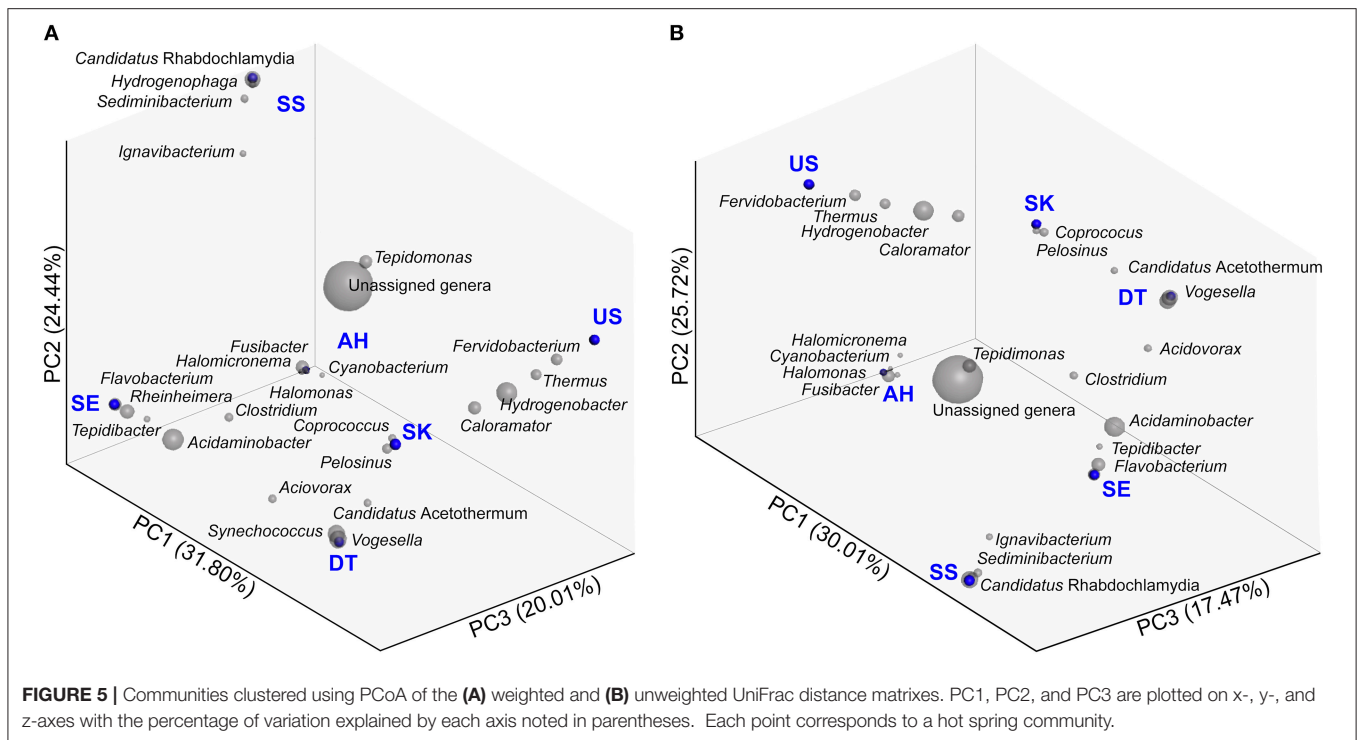 A
Candidatus Rhabdochlamydia
Hydrogenophaga
Sediminibacterium
SS
Ignavibacterium
Tepidomonas
Unassigned genera
US
AH
Fusibacter
Halomicronema
Cyanobacterium
Fervidobacterium
Flavobacterium
Rheinheimera
Halomonas
Thermus
SE
Clostridium
Hydrogenobacter
Tepidibacter
Acidaminobacter
Coprococcus
SK
Caloramator
Pelosinus
Aciovorax
Candidatus Acetothermum
Synechococcus
Vogesella
DT
PC2 (24.44%)
PC1 (31.80%)
PC3 (20.01%)
B
US
Fervidobacterium
Thermus
Hydrogenobacter
Caloramator
SK
Coprococus
Pelosinus
Candidatus Acetothermum
DT
Vogesella
Halomicronema
Cyanobacterium
Halomonas
Fusibacter
AH
Tepidimonas
Unassigned genera
Acidovorax
Clostridium
Acidaminobacter
Tepidibacter
Flavobacterium
SE
Ignavibacterium
Sediminibacterium
SS
Candidatus Rhabdochlamydia
PC2 (25.72%)
PC1 (30.01%)
PC3 (17.47%)
FIGURE 5 | Communities clustered using PCoA of the (A) weighted and (B) unweighted UniFrac distance matrixes. PC1, PC2, and PC3 are plotted on x-, y-, and
z-axes with the percentage of variation explained by each axis noted in parentheses. Each point corresponds to a hot spring community.